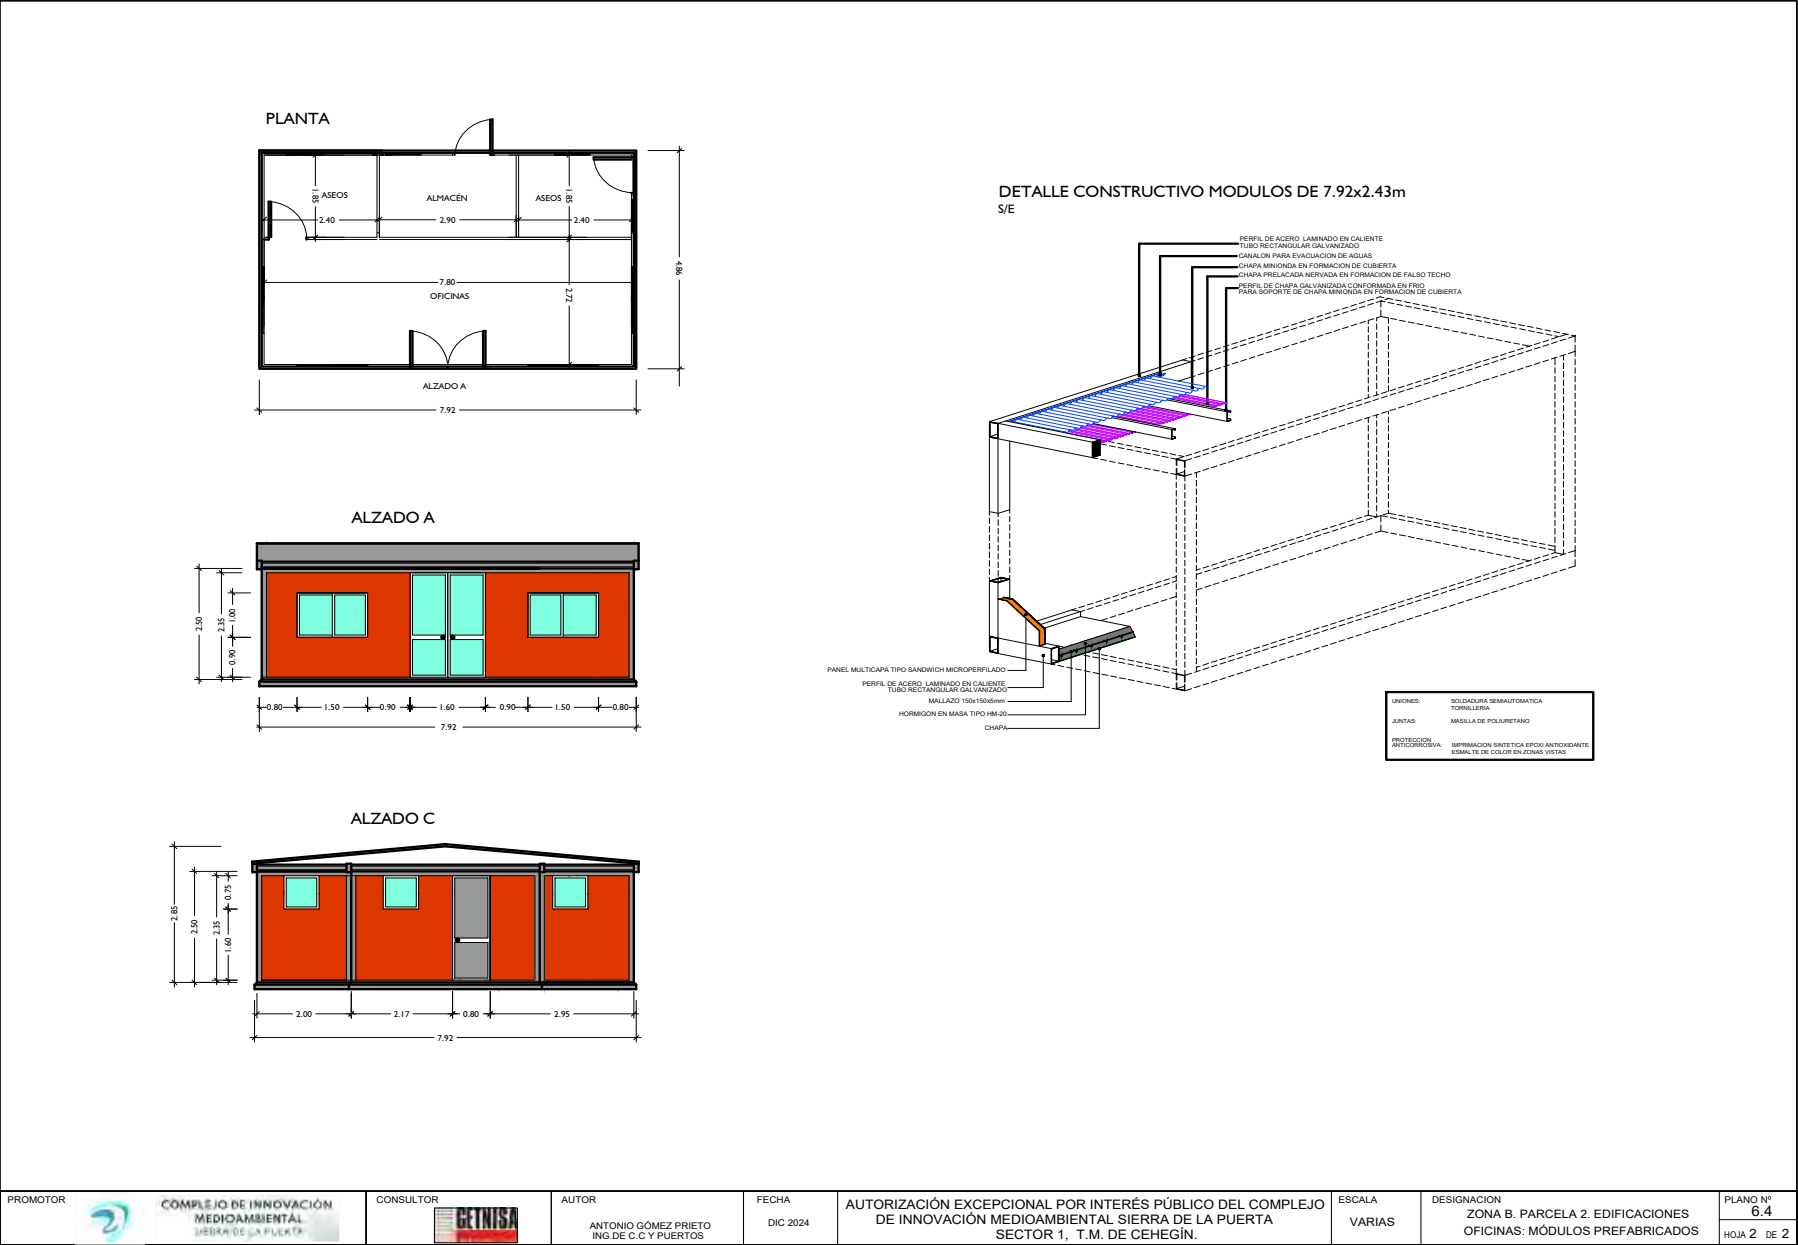 PLANTA
ASEOS
1.85
2.40
ALMACÉN
2.90
ASEOS
1.85
2.40
4.86
7.80
OFICINAS
2.72
ALZADO A
7.92
ALZADO A
2.50
2.35
1.00
0.90
0.80
1.50
0.90
1.60
0.90
1.50
0.80
7.92
ALZADO C
2.85
2.50
2.35
0.75
1.60
2.00
2.17
0.80
2.95
7.92
DETALLE CONSTRUCTIVO MODULOS DE 7.92x2.43m
S/E
PERFIL DE ACERO LAMINADO EN CALIENTE
TUBO RECTANGULAR GALVANIZADO
CANALON PARA EVACUACION DE AGUAS
CHAPA MINIONDA EN FORMACION DE CUBIERTA
CHAPA PRELACADA NERVADA EN FORMACION DE FALSO TECHO
PERFIL DE CHAPA GALVANIZADA CONFORMADA EN FRIO
PARA SOPORTE DE CHAPA MINIONDA EN FORMACION DE CUBIERTA
PANEL MULTICAPA TIPO SANDWICH MICROPERFILADO
PERFIL DE ACERO LAMINADO EN CALIENTE
TUBO RECTANGULAR GALVANIZADO
MALLAZO 150x150x5mm
HORMIGON EN MASA TIPO HM-20
CHAPA
UNIONES: SOLDADURA SEMIAUTOMATICA
TORNILLERIA
JUNTAS: MASILLA DE POLIURETANO
PROTECCION
ANTICORROSIVA: IMPRIMACION SINTETICA EPOXI ANTIOXIDANTE
ESMALTE DE COLOR EN ZONAS VISTAS
PROMOTOR
COMPLEJO DE INNOVACIÓN
MEDIOAMBIENTAL
SIERRA DE LA PUERTA
CONSULTOR
GETNISA
AUTOR
ANTONIO GÓMEZ PRIETO
ING.DE C.C Y PUERTOS
FECHA
DIC 2024
AUTORIZACIÓN EXCEPCIONAL POR INTERÉS PÚBLICO DEL COMPLEJO
DE INNOVACIÓN MEDIOAMBIENTAL SIERRA DE LA PUERTA
SECTOR 1, T.M. DE CEHEGÍN.
ESCALA
VARIAS
DESIGNACION
ZONA B. PARCELA 2. EDIFICACIONES
OFICINAS: MÓDULOS PREFABRICADOS
PLANO Nº
6.4
HOJA 2 DE 2